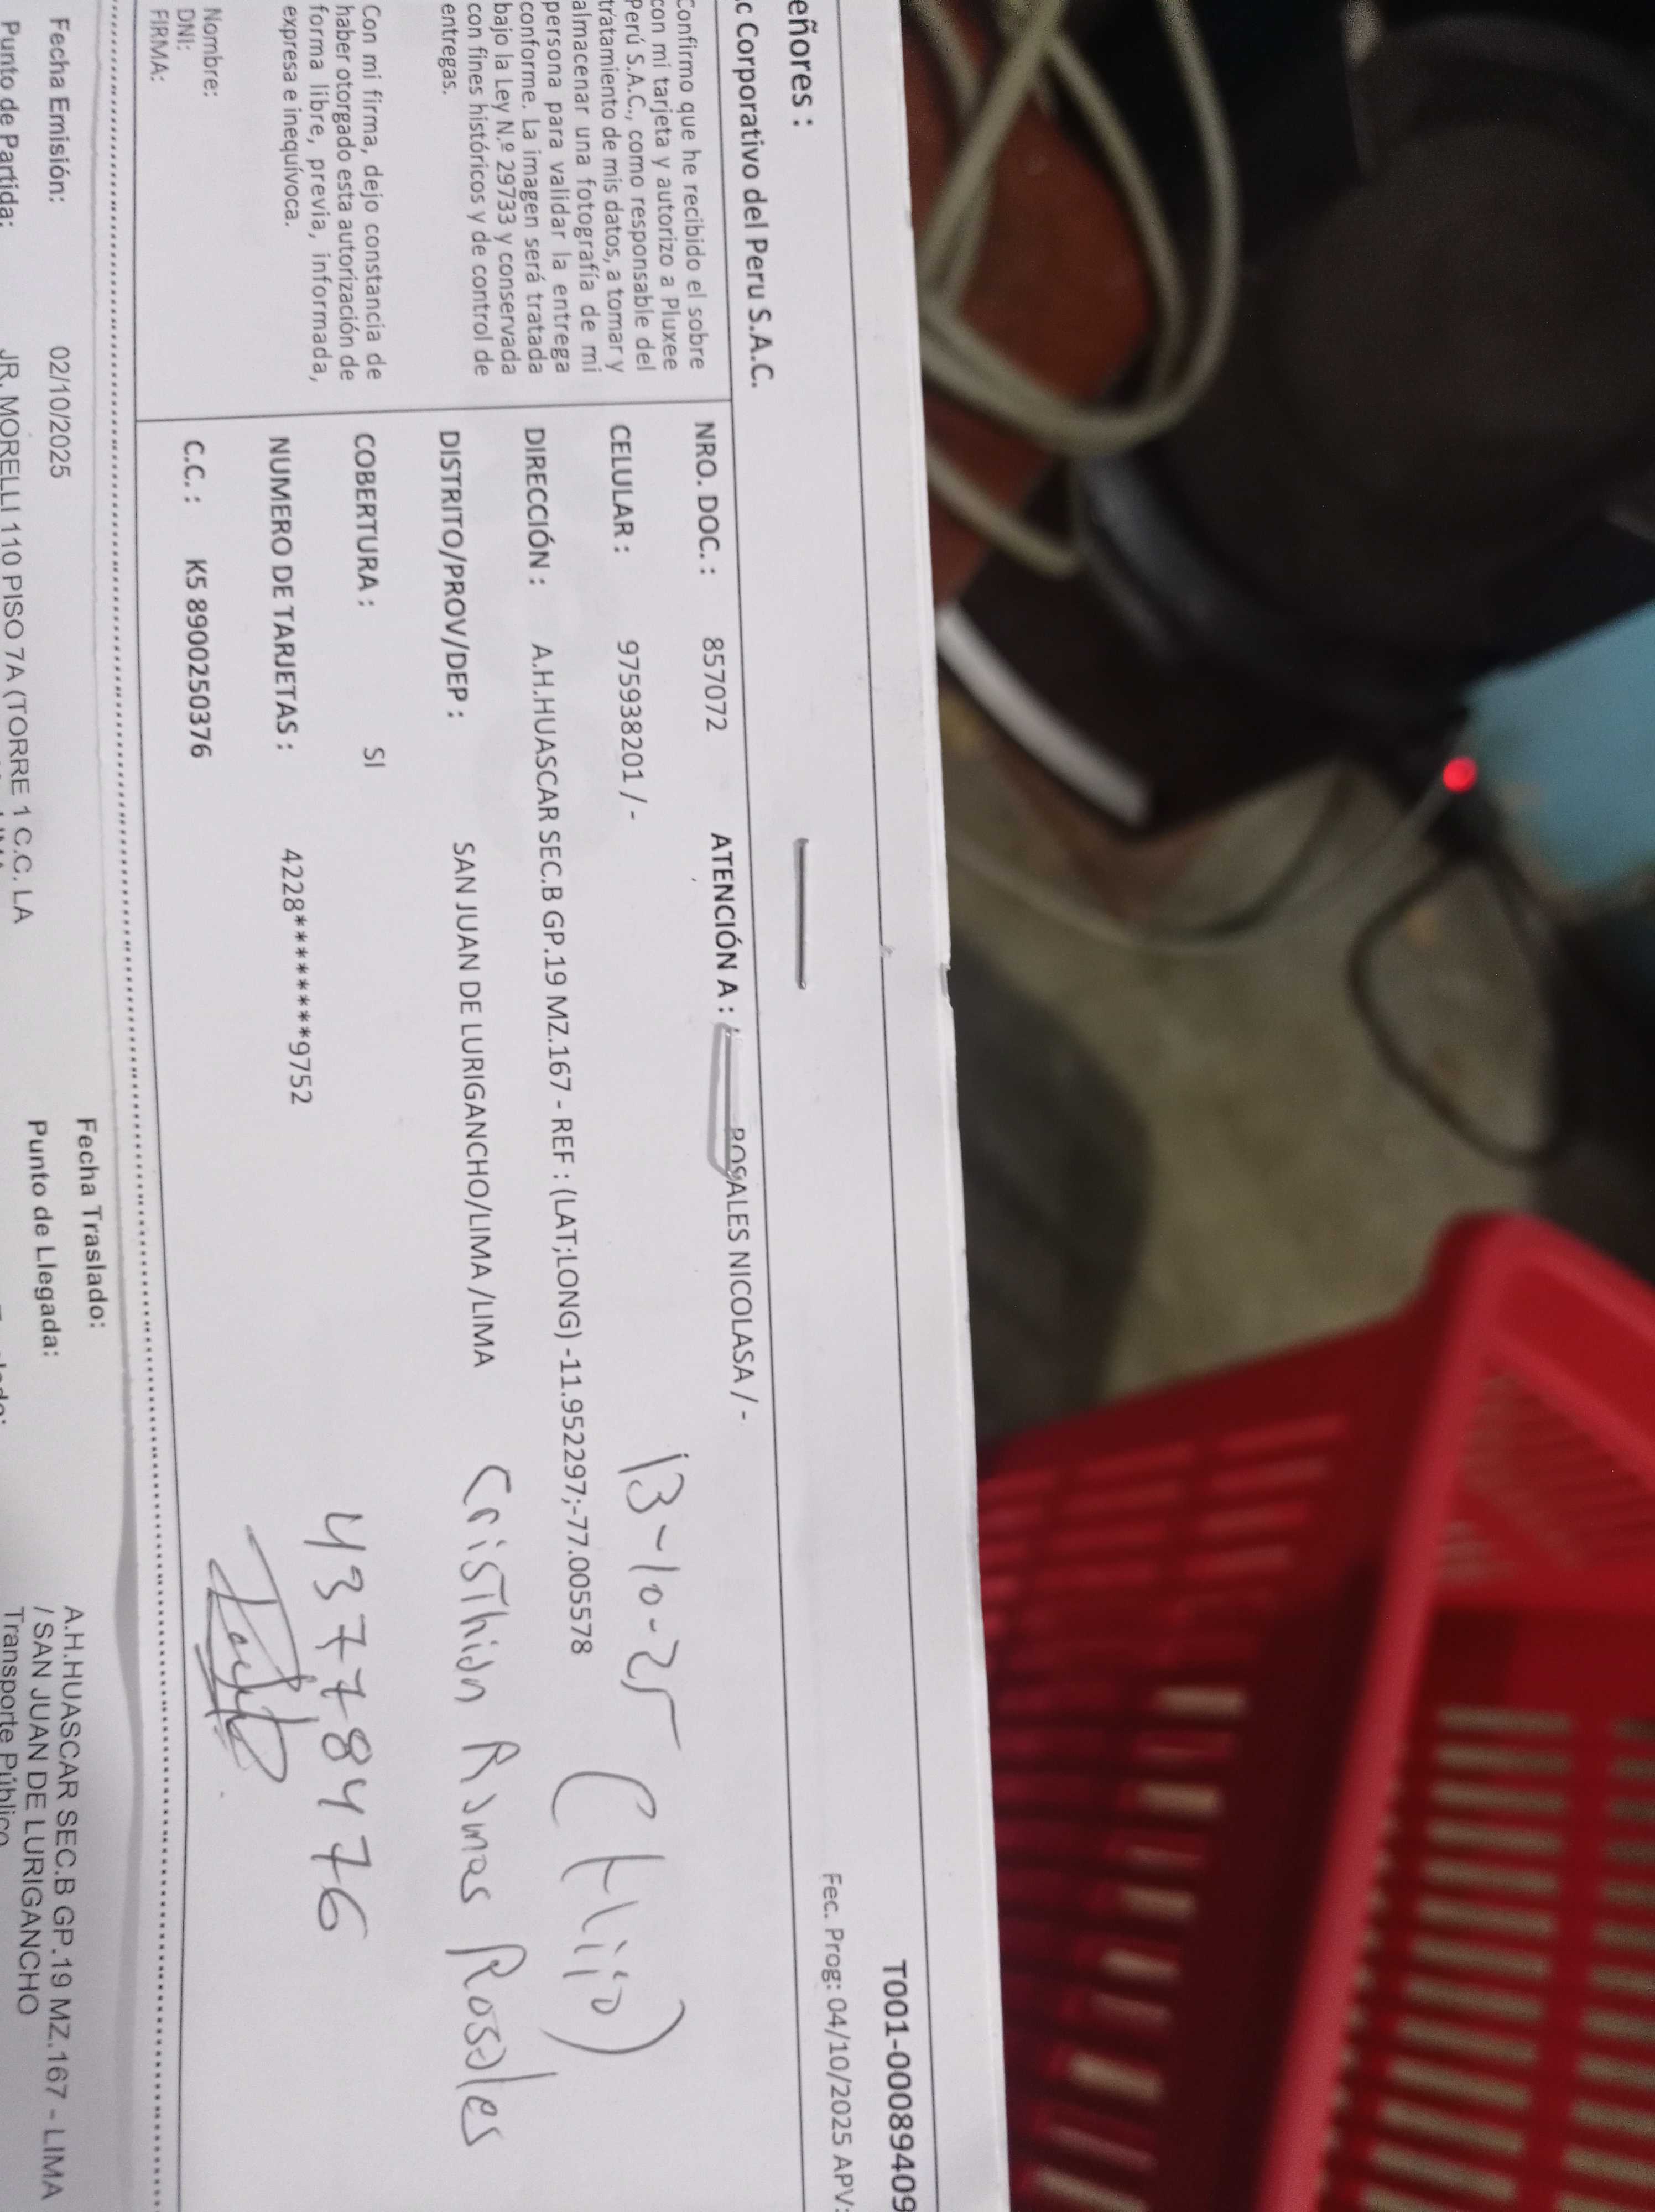 T001-00089409
eñores :
Fec. Prog: 04/10/2025 APV:
c Corporativo del Peru S.A.C.
Confirmo que he recibido el sobre
con mi tarjeta y autorizo a Pluxee
Perú S.A.C., como responsable del
tratamiento de mis datos, a tomar y
almacenar una fotografía de mi
persona para validar la entrega
conforme. La imagen será tratada
bajo la Ley N.º 29733 y conservada
con fines históricos y de control de
entregas.
Con mi firma, dejo constancia de
haber otorgado esta autorización de
forma libre, previa, informada,
expresa e inequívoca.
Nombre:
DNI:
FIRMA:
NRO. DOC. : 857072 ATENCIÓN A : ROSALES NICOLASA / -
CELULAR : 975938201 / -
13-10-25
(Hijo)
DIRECCIÓN : A.H.HUASCAR SEC.B GP.19 MZ.167 - REF : (LAT;LONG) -11.952297;-77.005578
DISTRITO/PROV/DEP : SAN JUAN DE LURIGANCHO/LIMA /LIMA
Cristhian Ramas Rosales
COBERTURA : SI
43778476
NUMERO DE TARJETAS : 4228********9752
C.C. : K5 8900250376
Fecha Emisión: 02/10/2025 Fecha Traslado:
Punto de Partida: JR. MORELLI 110 PISO 7A (TORRE 1 C.C. LA
Punto de Llegada: A.H.HUASCAR SEC.B GP.19 MZ.167 - LIMA
/ SAN JUAN DE LURIGANCHO
Transporte Público